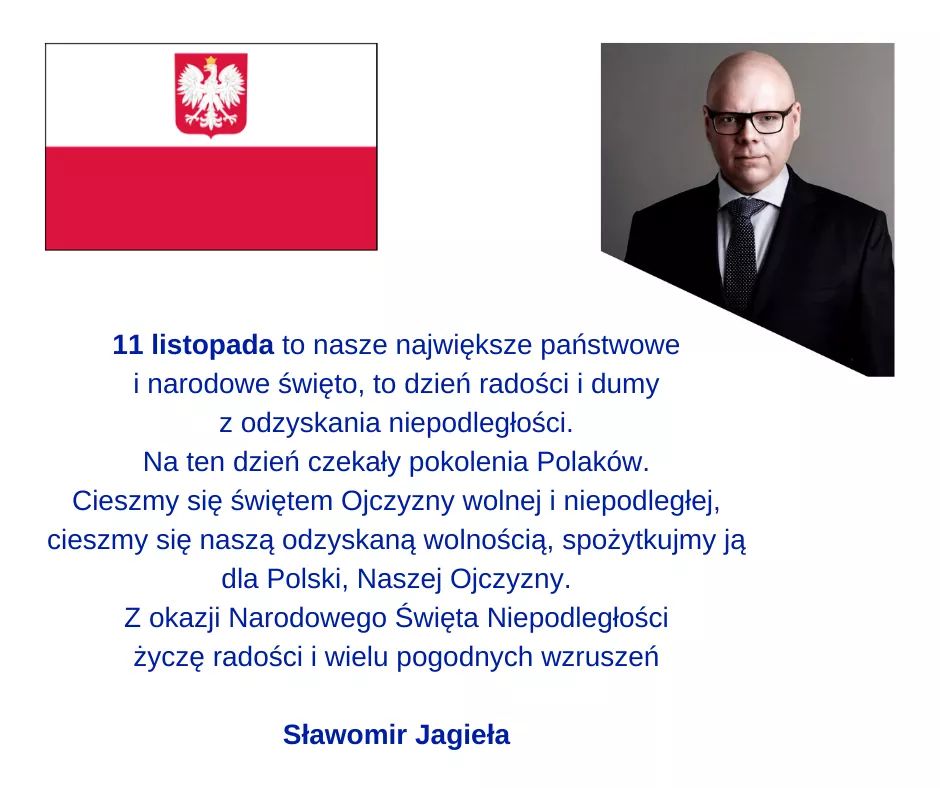 11 listopada to nasze największe państwowe
i narodowe święto, to dzień radości i dumy
z odzyskania niepodległości.
Na ten dzień czekały pokolenia Polaków.
Cieszmy się świętem Ojczyzny wolnej i niepodległej,
cieszmy się naszą odzyskaną wolnością, spożytkujmy ją
dla Polski, Naszej Ojczyzny.
Z okazji Narodowego Święta Niepodległości
życzę radości i wielu pogodnych wzruszeń
Sławomir Jagieła